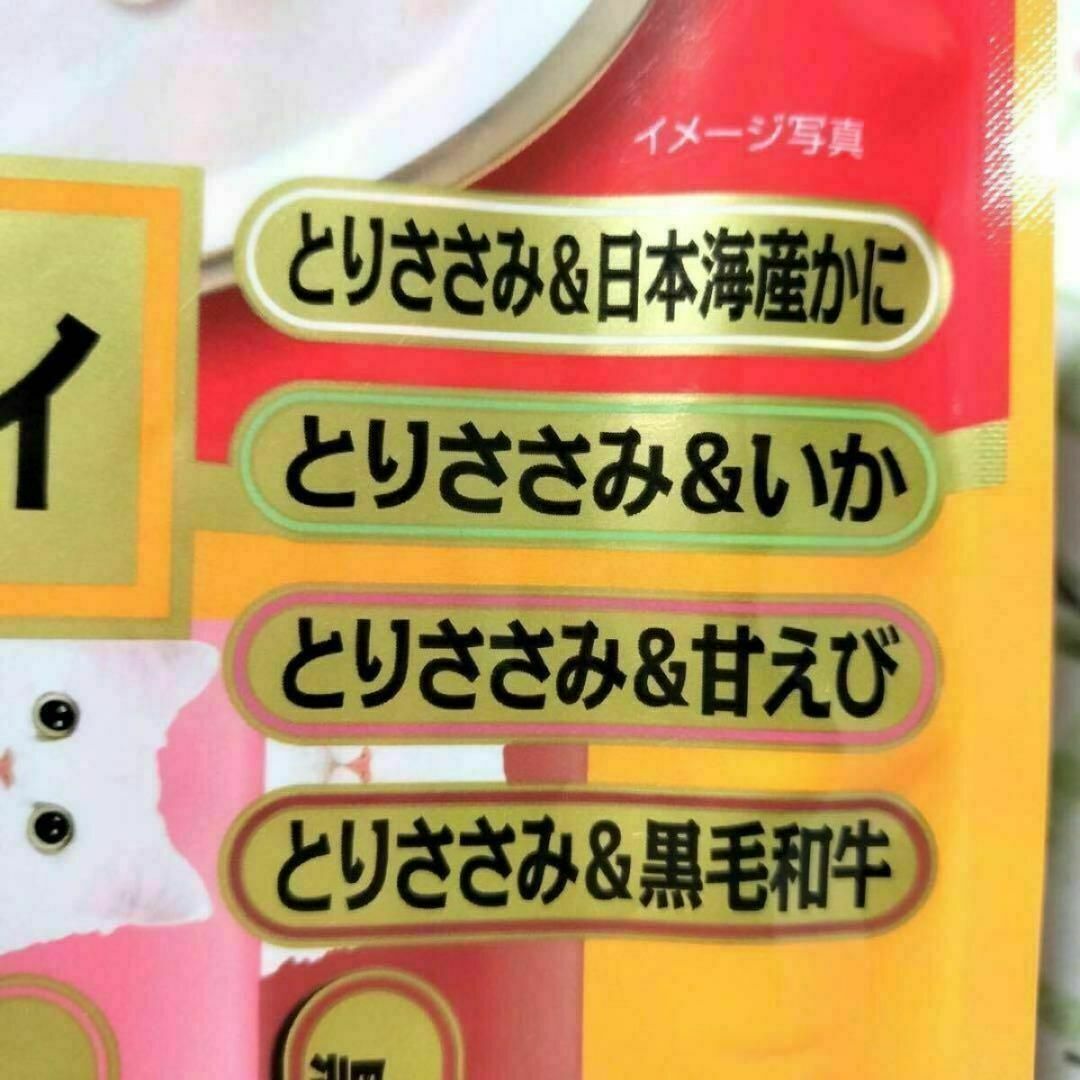 イメージ写真
とりささみ&日本海産かに
イ
とりささみ&いか
とりささみ&甘えび
とりささみ&黒毛和牛